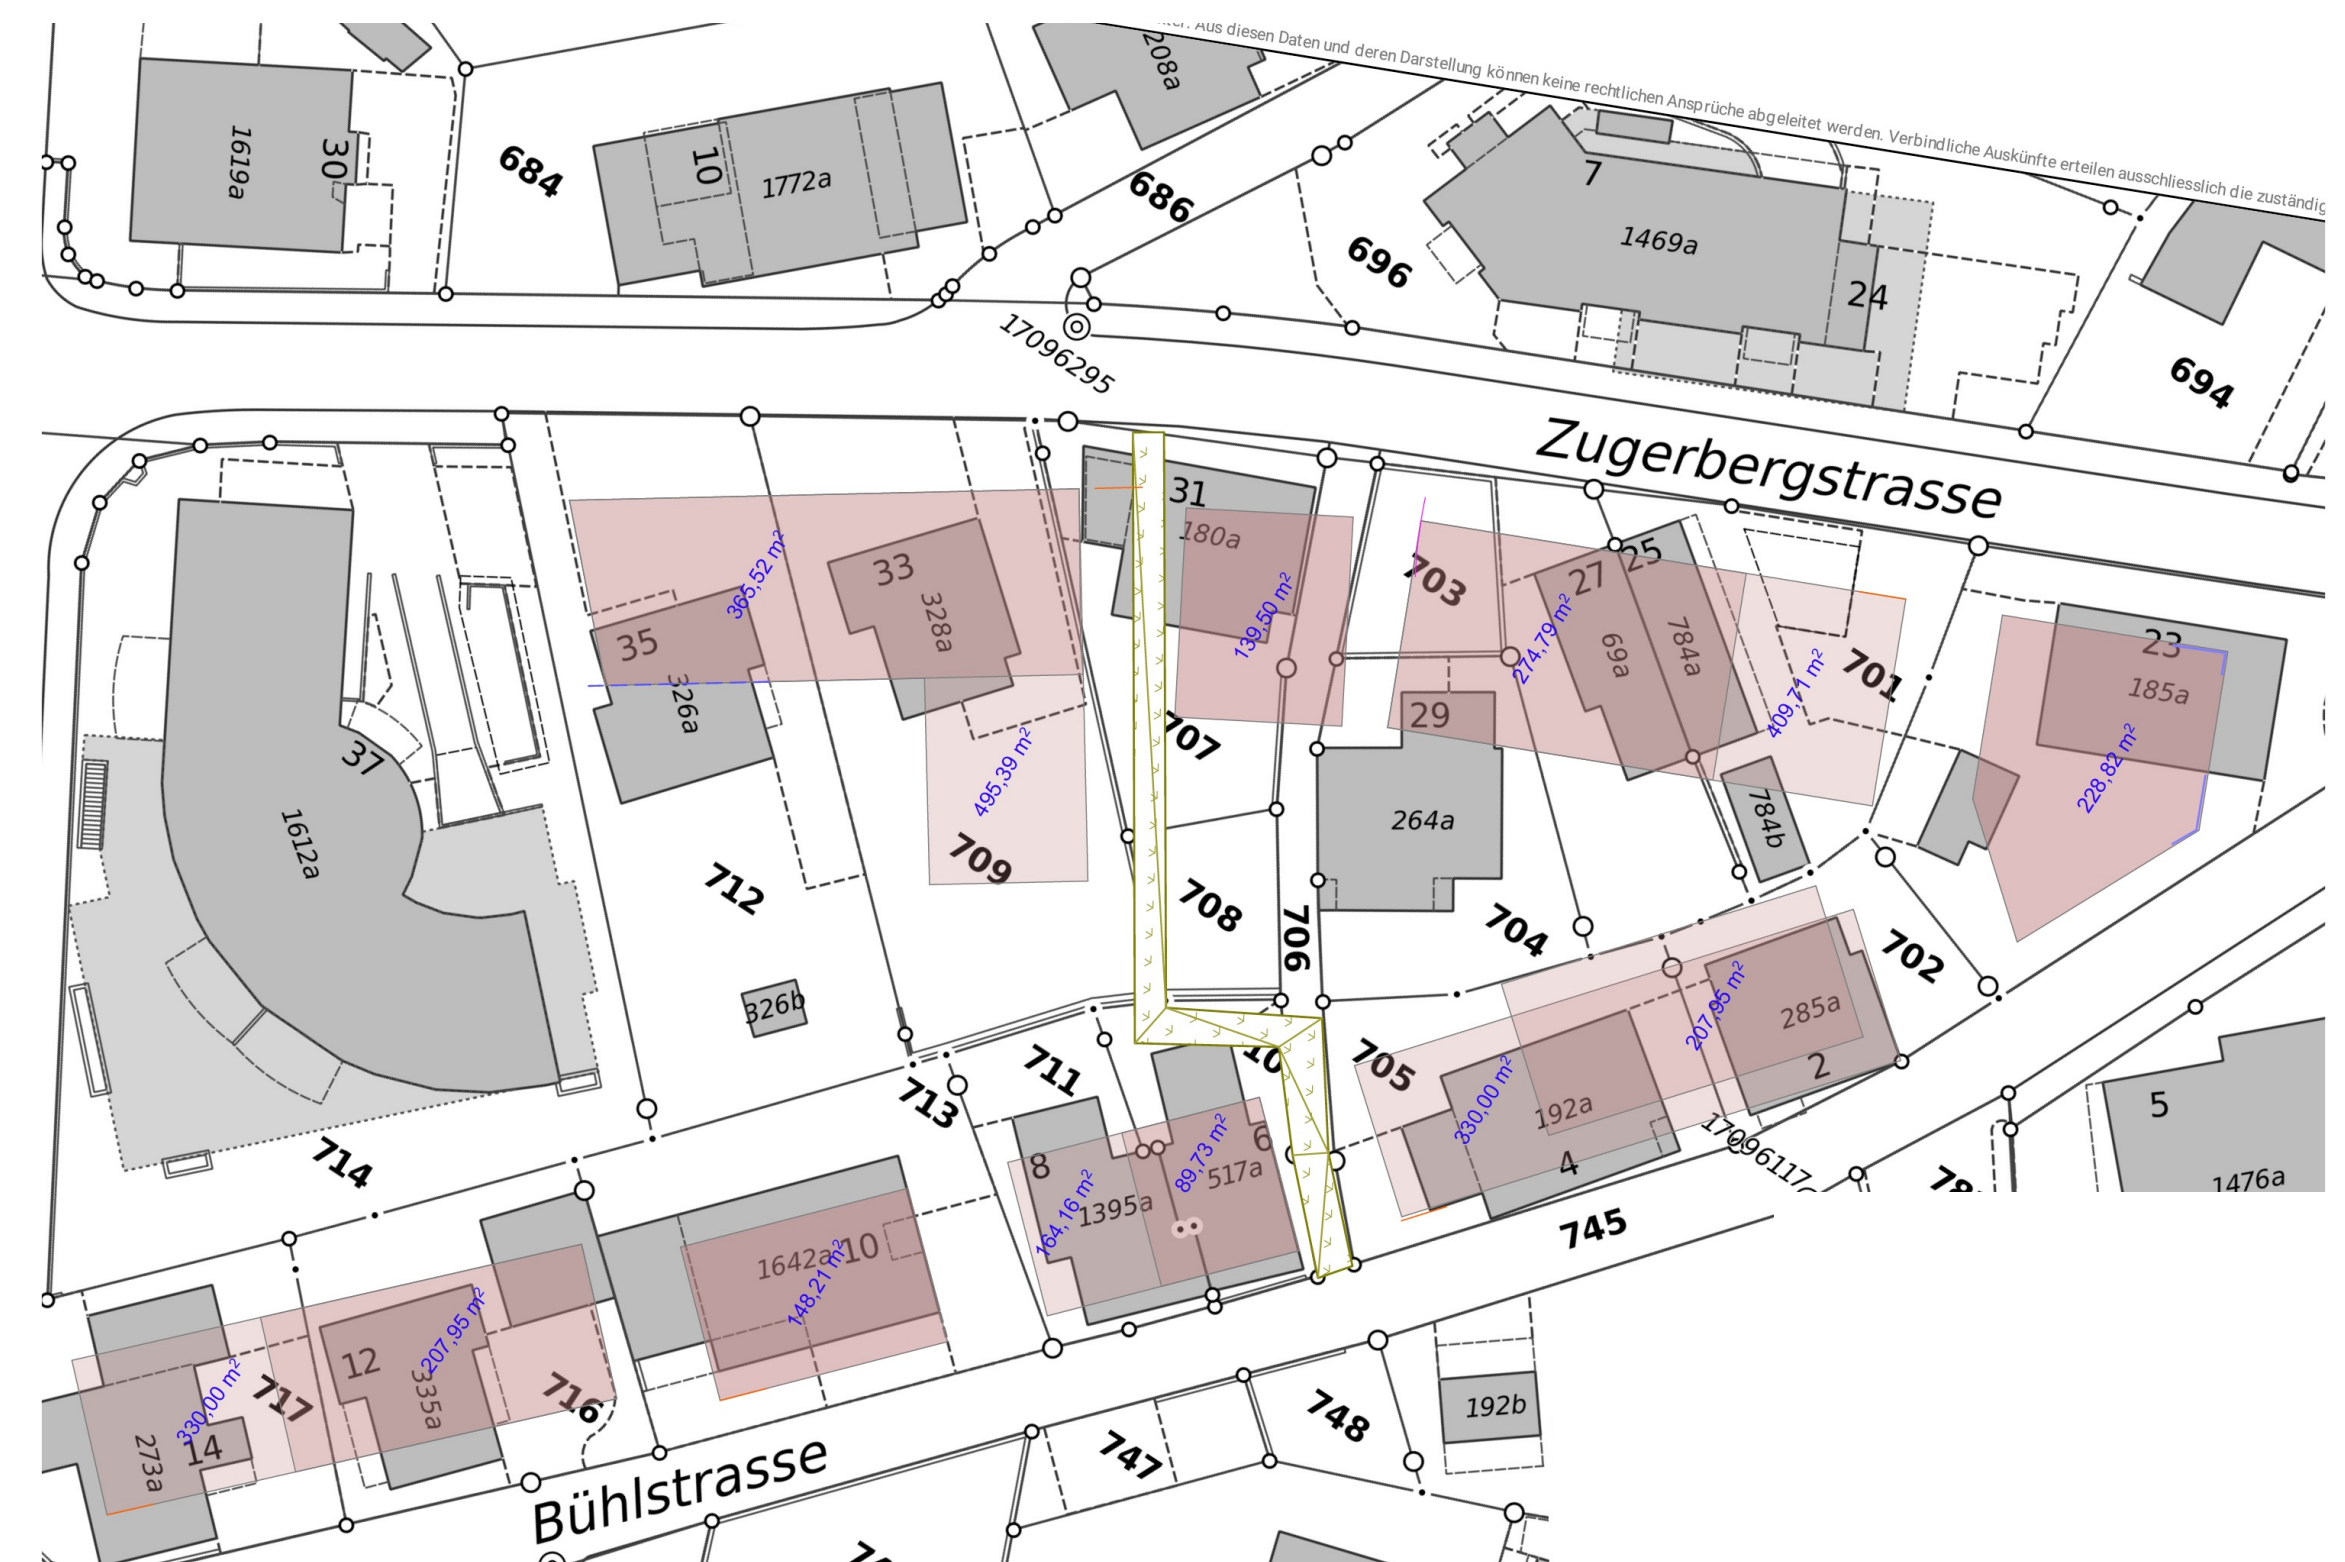 Aus diesen Daten und deren Darstellung können keine rechtlichen Ansprüche abgeleitet werden. Verbindliche Auskünfte erteilen ausschliesslich die zuständig
208a
1619a
30
684
10
1772a
686
696
7
1469a
24
694
17096295
Zugerbergstrasse
31
180a
139,50 m²
365,52 m²
33
328a
35
326a
703
27
25
69a
784a
274,79 m²
29
701
409,71 m²
23
185a
228,82 m²
37
1612a
707
495,39 m²
709
264a
784b
712
708
706
704
702
326b
207,95 m²
285a
2
10
705
711
713
330,00 m²
192a
4
17096117
5
1476a
714
8
1395a
164,16 m²
89,73 m²
6
517a
745
1642a
10
148,21 m²
12
335a
207,95 m²
717
716
330,00 m²
14
273a
748
192b
747
Bühlstrasse